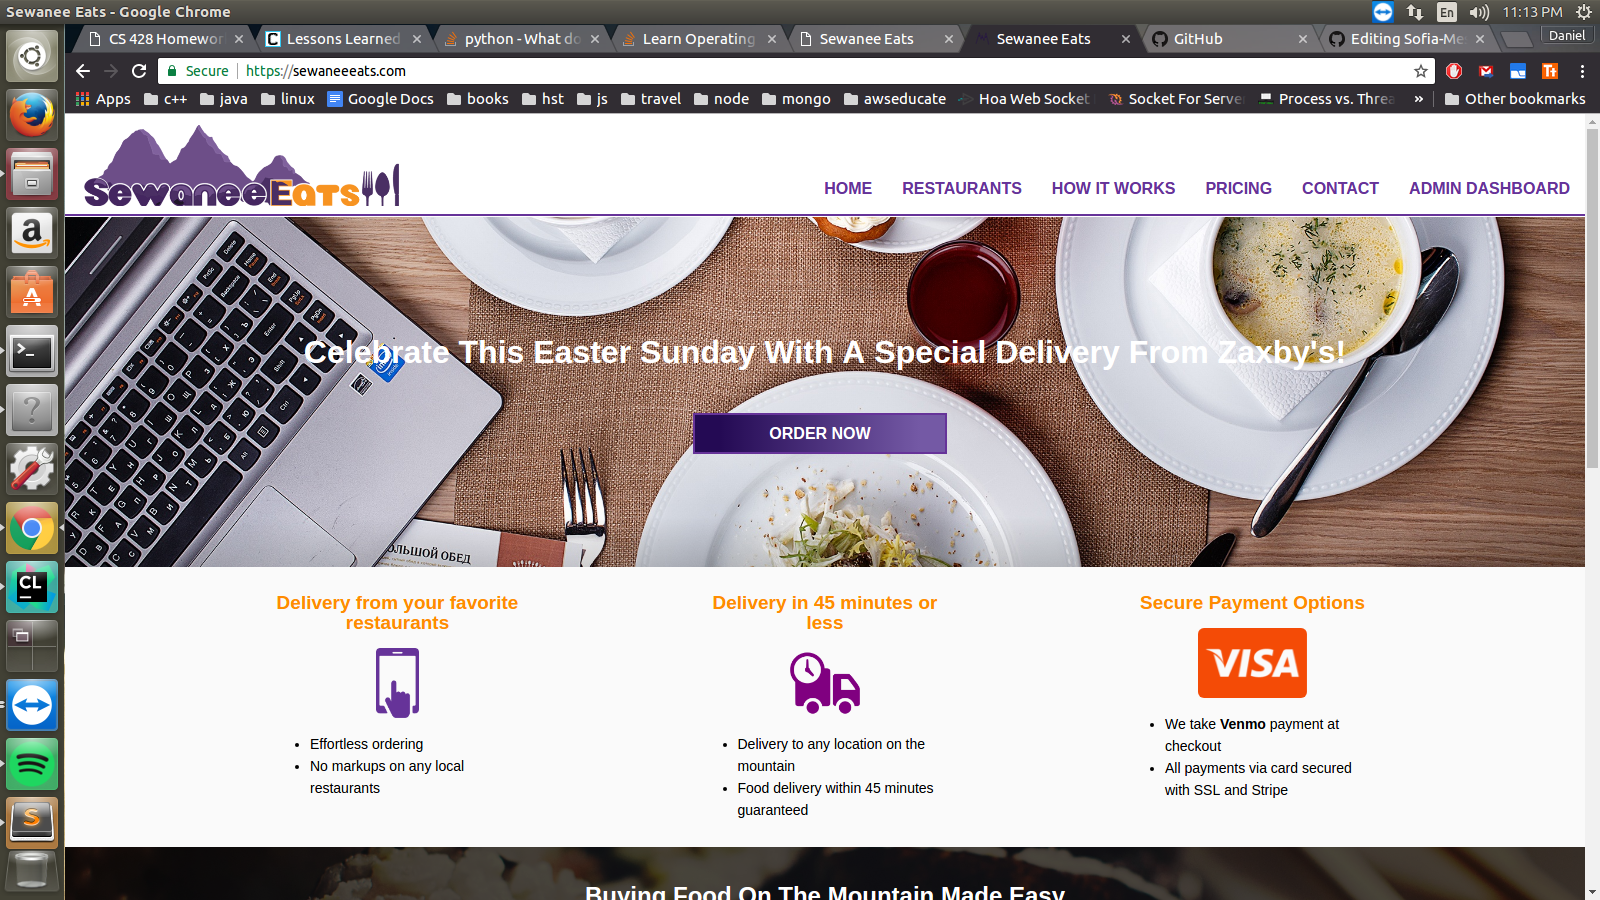 Sewanee Eats - Google Chrome
En
11:13 PM
CS 428 Homewor
Lessons Learned
python - What do
Learn Operating
Sewanee Eats
Sewanee Eats
GitHub
Editing Sofia-Me
Daniel
Secure
https://sewaneeeats.com
Apps
c++
java
linux
Google Docs
books
hst
js
travel
node
mongo
awseducate
Hoa Web Socket
Socket For Server
Process vs. Threa
»
Other bookmarks
SewaneeEats
HOME
RESTAURANTS
HOW IT WORKS
PRICING
CONTACT
ADMIN DASHBOARD
Celebrate This Easter Sunday With A Special Delivery From Zaxby's!
ORDER NOW
БОЛЬШОЙ ОБЕД
Delivery from your favorite
restaurants
• Effortless ordering
• No markups on any local
restaurants
Delivery in 45 minutes or
less
• Delivery to any location on the
mountain
• Food delivery within 45 minutes
guaranteed
Secure Payment Options
VISA
• We take Venmo payment at
checkout
• All payments via card secured
with SSL and Stripe
Buying Food On The Mountain Made Easy